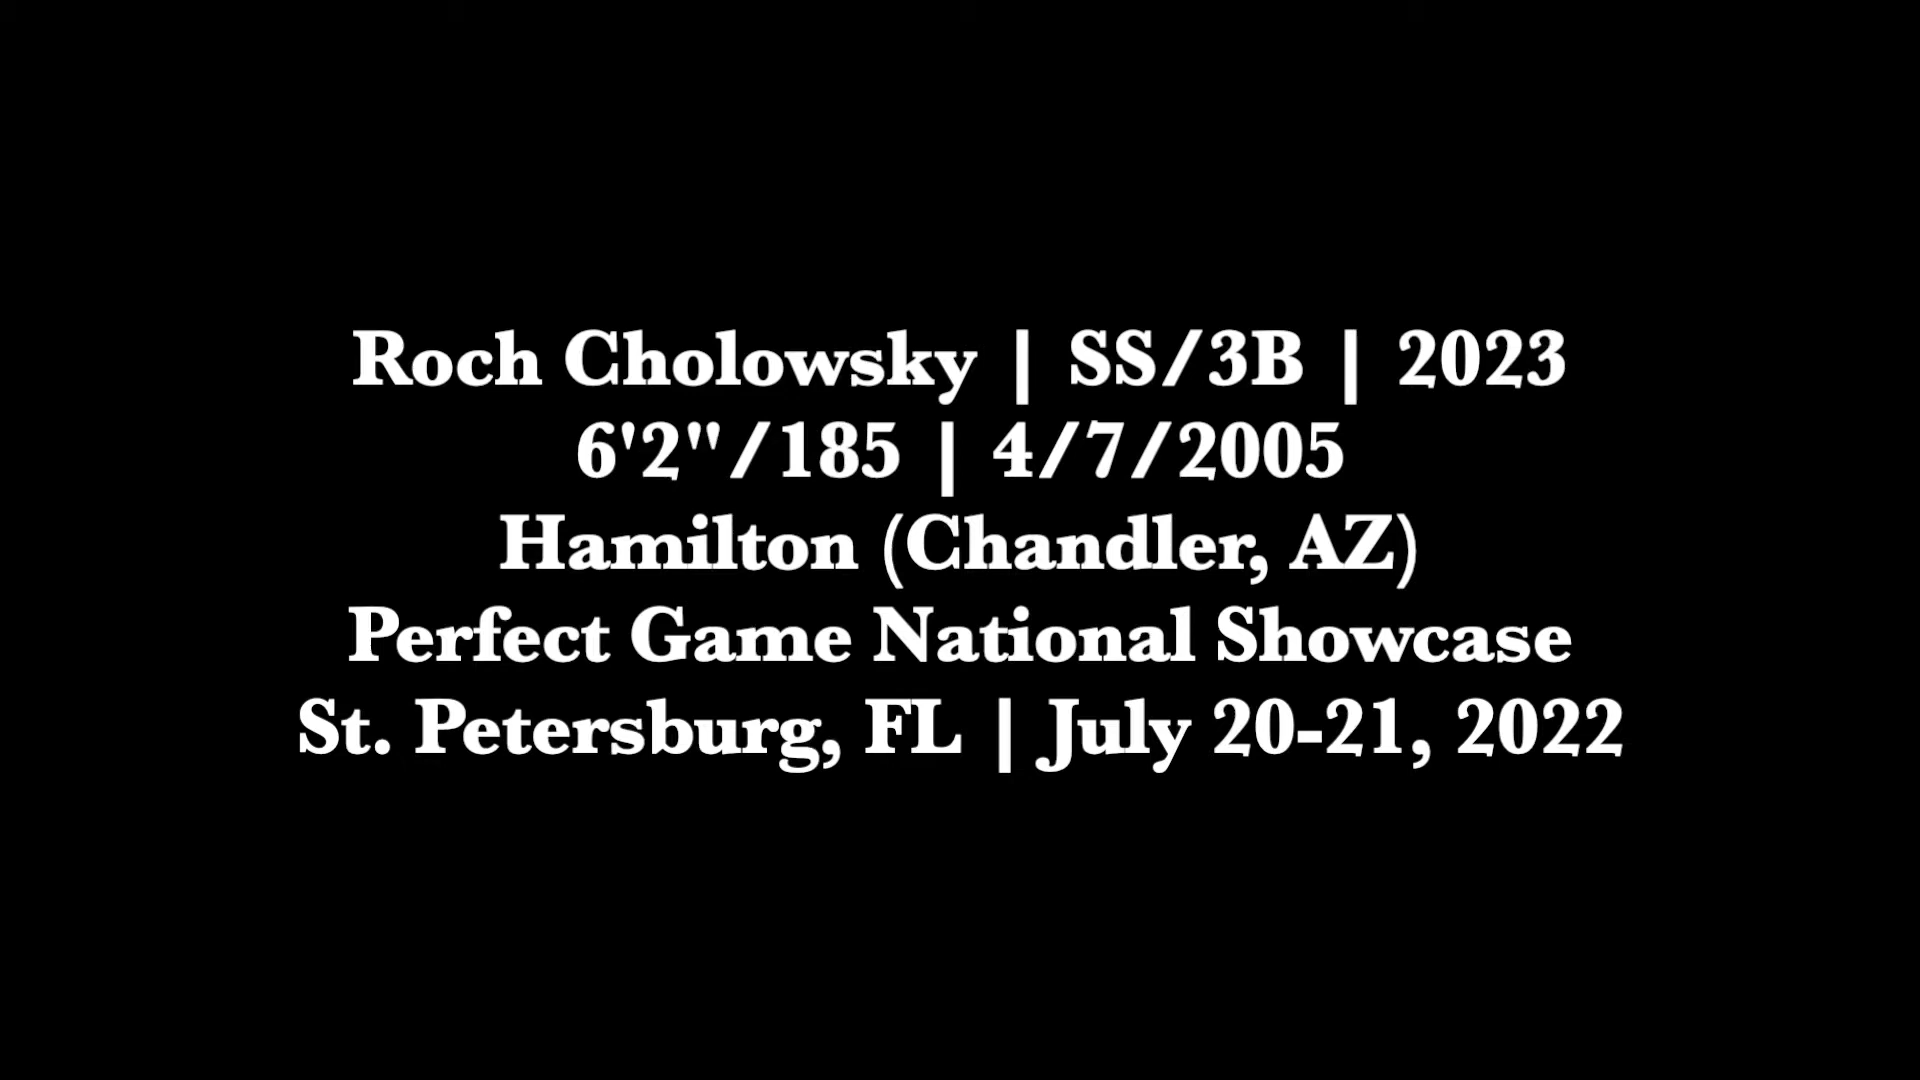 Roch Cholowsky | SS/3B | 2023
6'2"/185 | 4/7/2005
Hamilton (Chandler, AZ)
Perfect Game National Showcase
St. Petersburg, FL | July 20-21, 2022